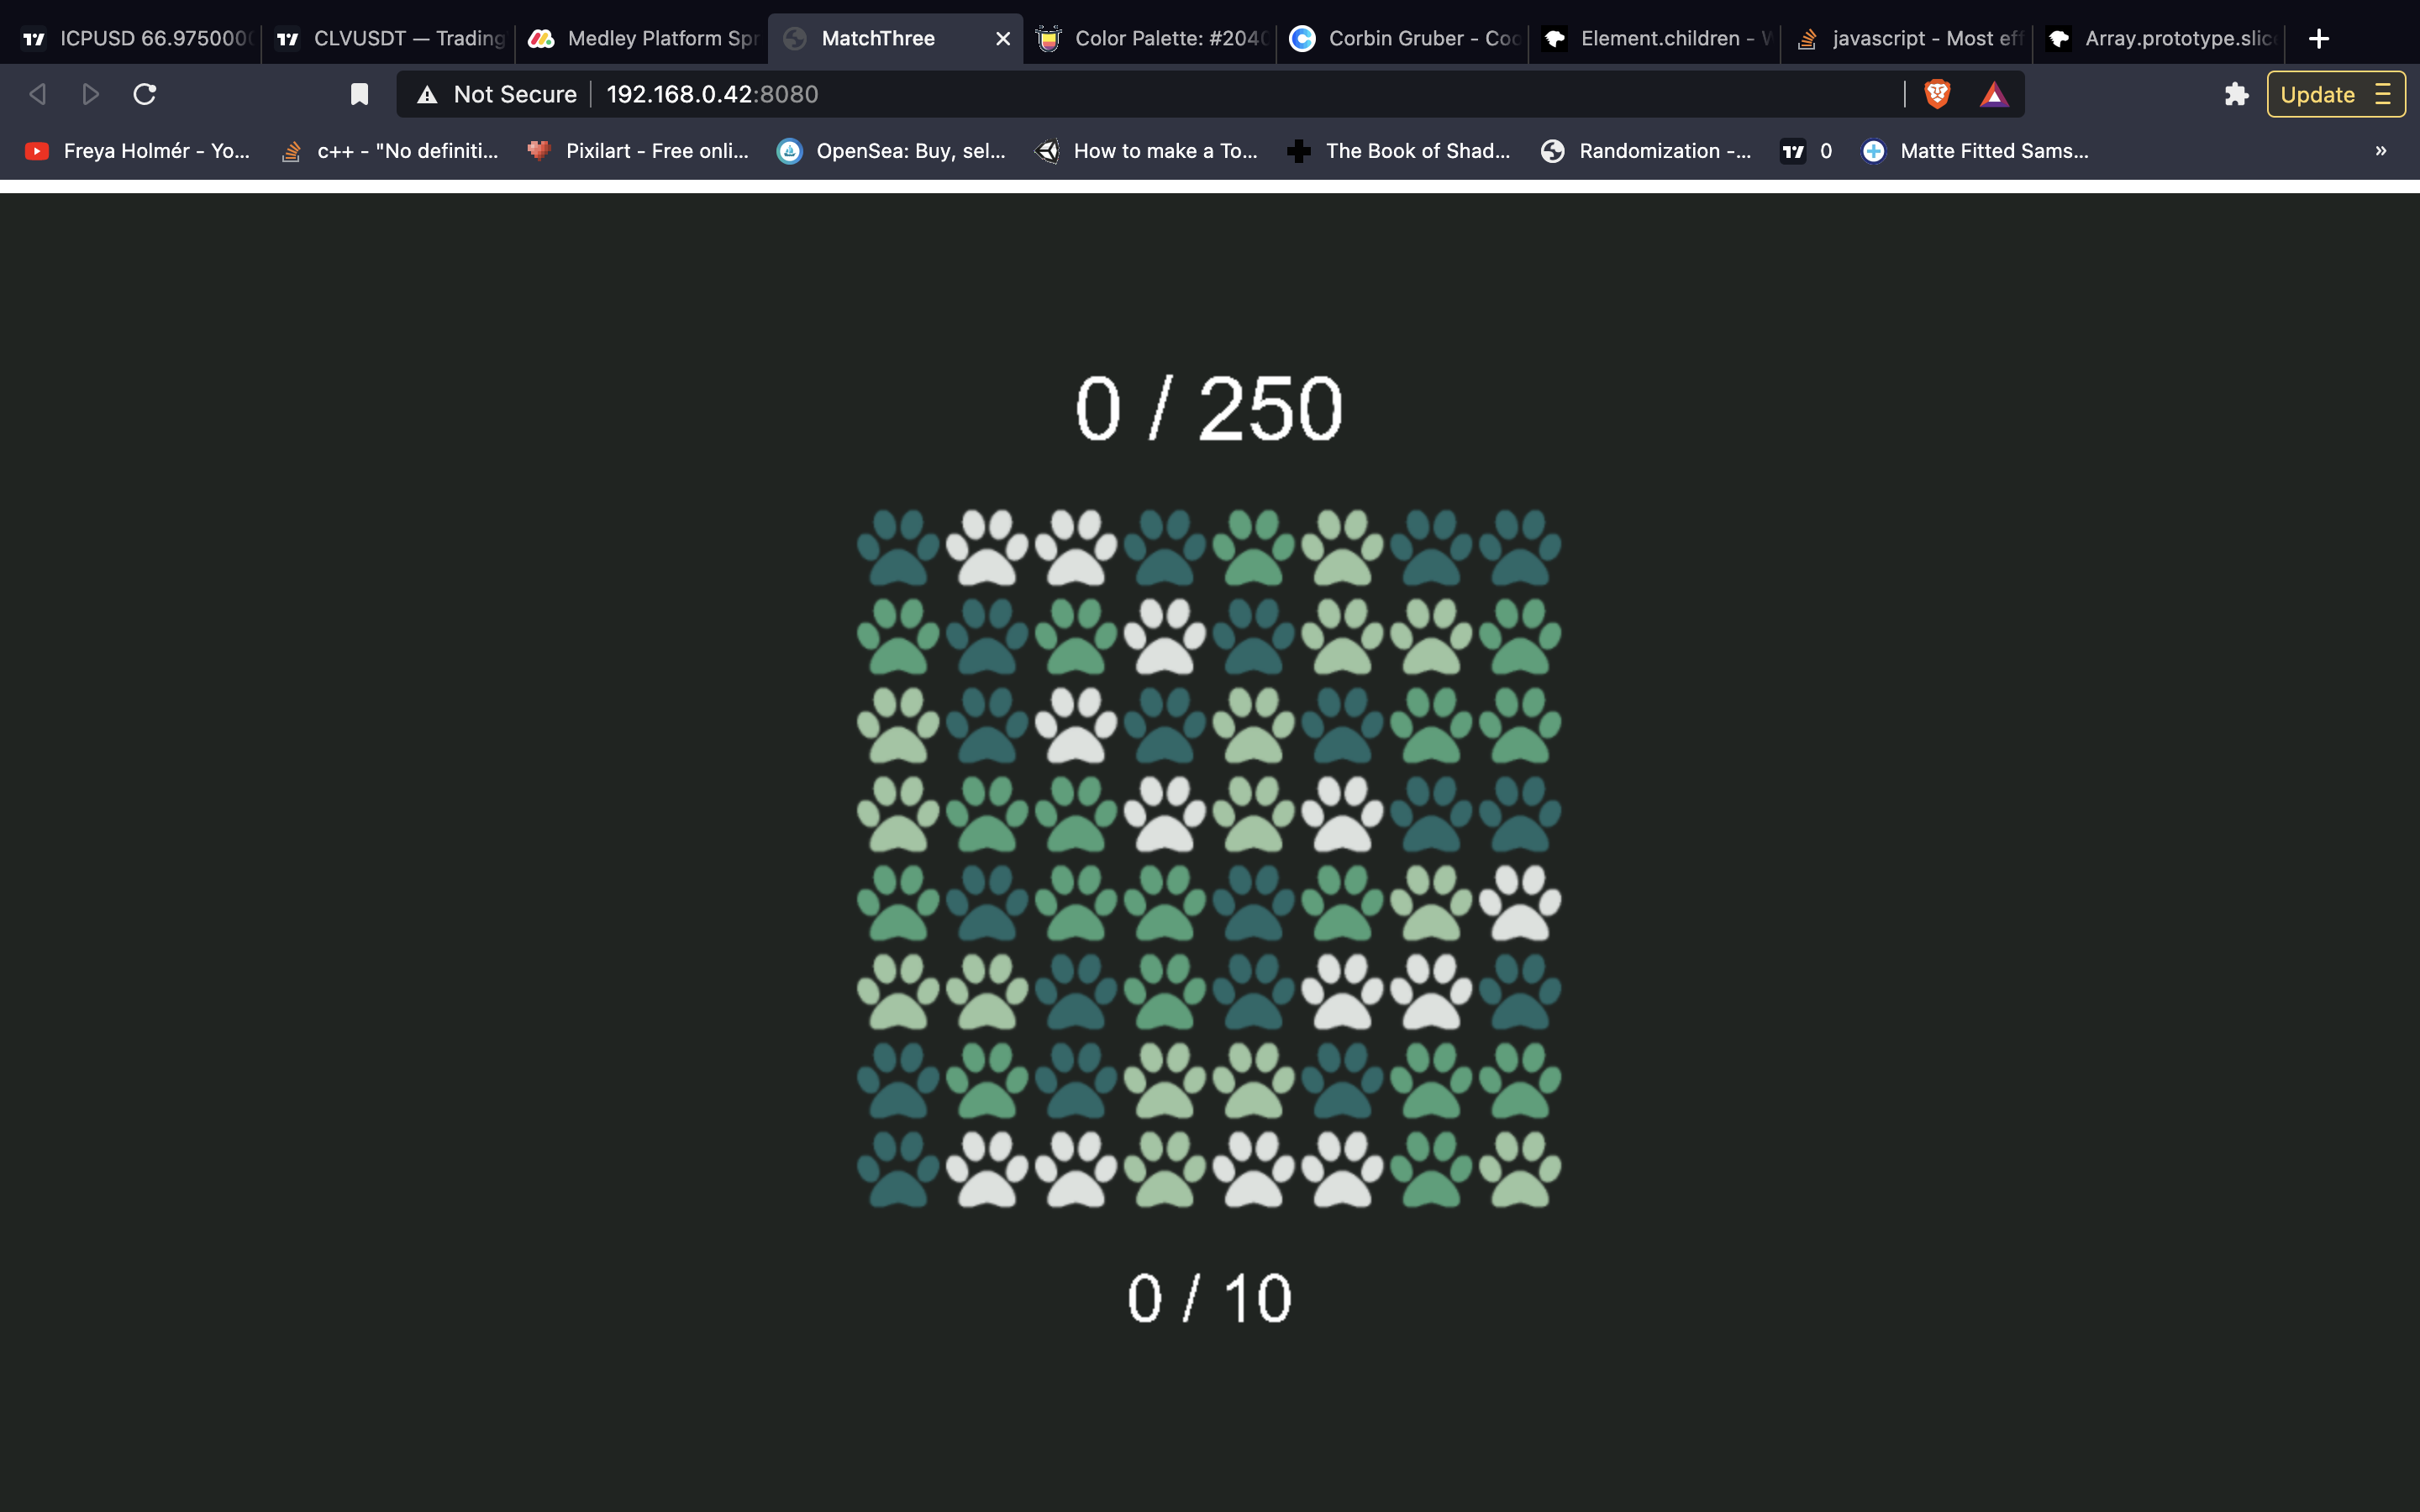 ICPUSD 66.975000 CLVUSDT — Trading Medley Platform Spr MatchThree Color Palette: #204 Corbin Gruber - Coo Element.children - W javascript - Most eff Array.prototype.slic
Not Secure 192.168.0.42:8080 Update
Freya Holmér - Yo... c++ - "No definiti... Pixilart - Free onli... OpenSea: Buy, sel... How to make a To... The Book of Shad... Randomization -... 0 Matte Fitted Sams... »
0 / 250
0 / 10